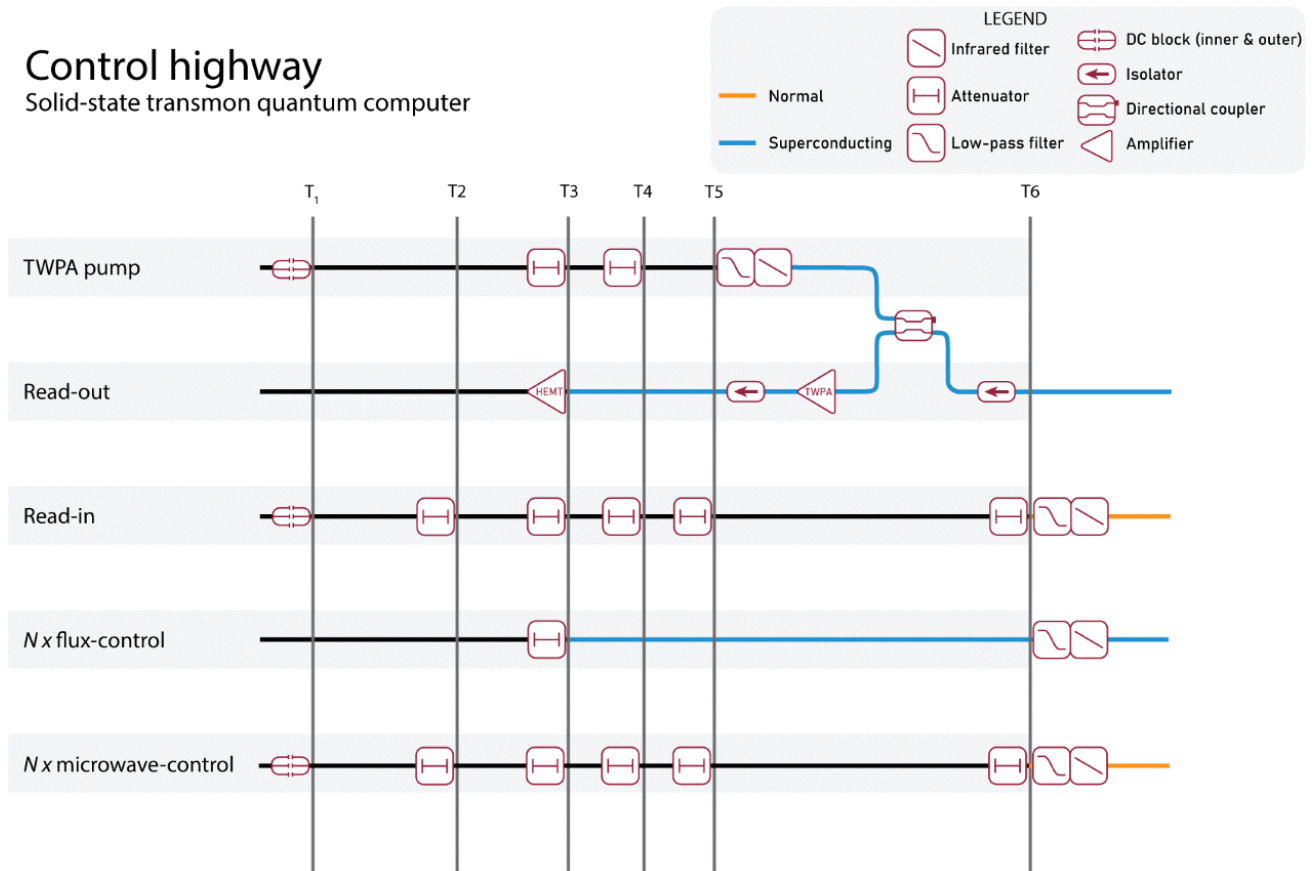 Control highway
Solid-state transmon quantum computer
LEGEND
Normal
Superconducting
Infrared filter
Attenuator
Low-pass filter
DC block (inner & outer)
Isolator
Directional coupler
Amplifier
T1 T2 T3 T4 T5 T6
TWPA pump
Read-out
HEMT
TWPA
Read-in
N x flux-control
N x microwave-control